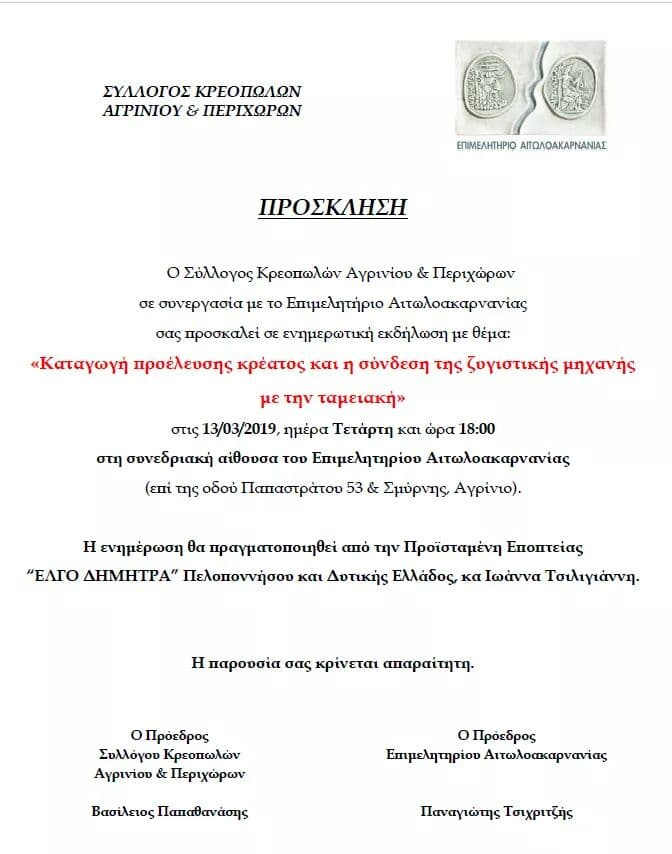 ΣΥΛΛΟΓΟΣ ΚΡΕΟΠΩΛΩΝ
ΑΓΡΙΝΙΟΥ & ΠΕΡΙΧΩΡΩΝ
ΕΠΙΜΕΛΗΤΗΡΙΟ ΑΙΤΩΛΟΑΚΑΡΝΑΝΙΑΣ
ΠΡΟΣΚΛΗΣΗ
Ο Σύλλογος Κρεοπωλών Αγρινίου & Περιχώρων
σε συνεργασία με το Επιμελητήριο Αιτωλοακαρνανίας
σας προσκαλεί σε ενημερωτική εκδήλωση με θέμα:
«Καταγωγή προέλευσης κρέατος και η σύνδεση της ζυγιστικής μηχανής
με την ταμειακή»
στις 13/03/2019, ημέρα Τετάρτη και ώρα 18:00
στη συνεδριακή αίθουσα του Επιμελητηρίου Αιτωλοακαρνανίας
(επί της οδού Παπαστράτου 53 & Σμύρνης, Αγρίνιο).
Η ενημέρωση θα πραγματοποιηθεί από την Προϊσταμένη Εποπτείας
“ΕΛΓΟ ΔΗΜΗΤΡΑ” Πελοποννήσου και Δυτικής Ελλάδος, κα Ιωάννα Τσιλιγιάννη.
Η παρουσία σας κρίνεται απαραίτητη.
Ο Πρόεδρος
Συλλόγου Κρεοπωλών
Αγρινίου & Περιχώρων
Βασίλειος Παπαθανάσης
Ο Πρόεδρος
Επιμελητηρίου Αιτωλοακαρνανίας
Παναγιώτης Τσιχριτζής